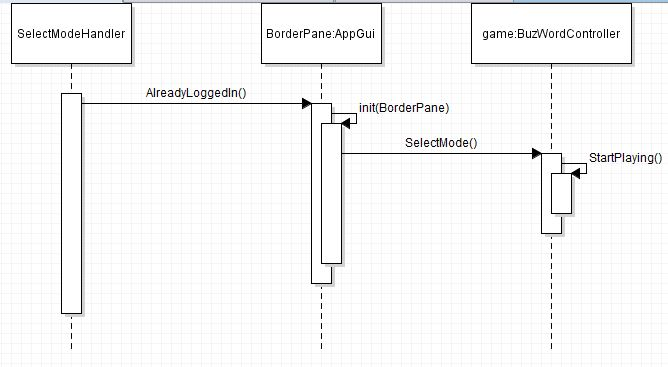 SelectModeHandler
BorderPane:AppGui
game:BuzWordController
AlreadyLoggedIn()
init(BorderPane)
SelectMode()
StartPlaying()